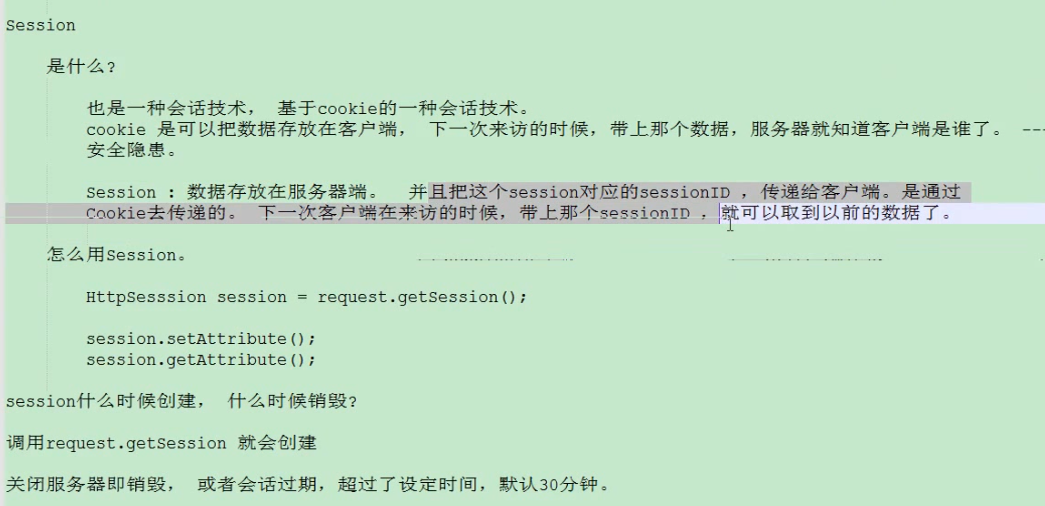 Session
是什么?
也是一种会话技术, 基于cookie的一种会话技术。
cookie 是可以把数据存放在客户端, 下一次来访的时候,带上那个数据,服务器就知道客户端是谁了。 ---
安全隐患。
Session : 数据存放在服务器端。 并且把这个session对应的sessionID ,传递给客户端。是通过
Cookie去传递的。 下一次客户端在来访的时候,带上那个sessionID ,就可以取到以前的数据了。
怎么用Session。
HttpSesssion session = request.getSession();
session.setAttribute();
session.getAttribute();
session什么时候创建, 什么时候销毁?
调用request.getSession 就会创建
关闭服务器即销毁, 或者会话过期,超过了设定时间,默认30分钟。